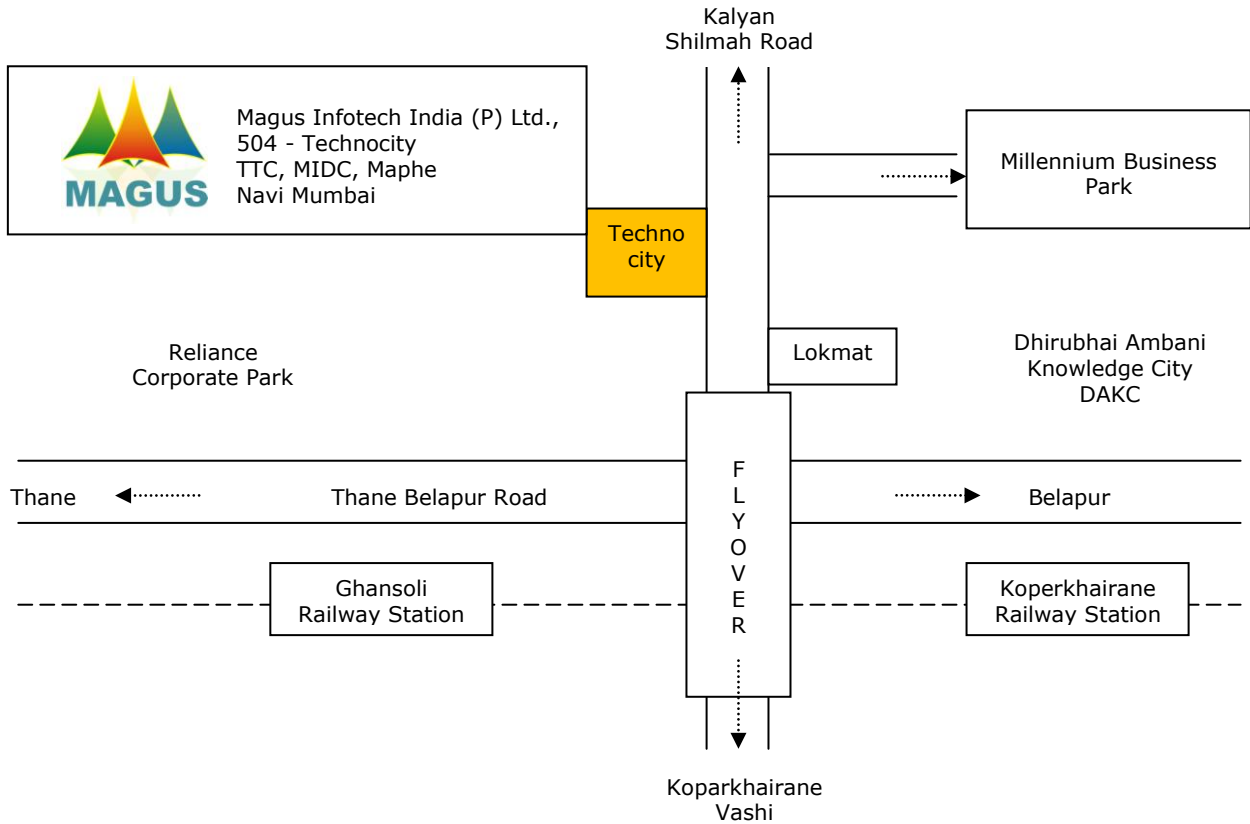 Kalyan
Shilmah Road
MAGUS
Magus Infotech India (P) Ltd.,
504 - Technocity
TTC, MIDC, Maphe
Navi Mumbai
Millennium Business
Park
Techno
city
Lokmat
Reliance
Corporate Park
Dhirubhai Ambani
Knowledge City
DAKC
Thane
Thane Belapur Road
F
L
Y
O
V
E
R
Belapur
Ghansoli
Railway Station
Koperkhairane
Railway Station
Koparkhairane
Vashi